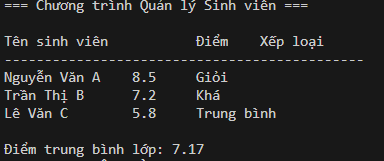 === Chương trình Quản lý Sinh viên ===
Tên sinh viên Điểm Xếp loại
--------------------------------------------
Nguyễn Văn A 8.5 Giỏi
Trần Thị B 7.2 Khá
Lê Văn C 5.8 Trung bình
Điểm trung bình lớp: 7.17